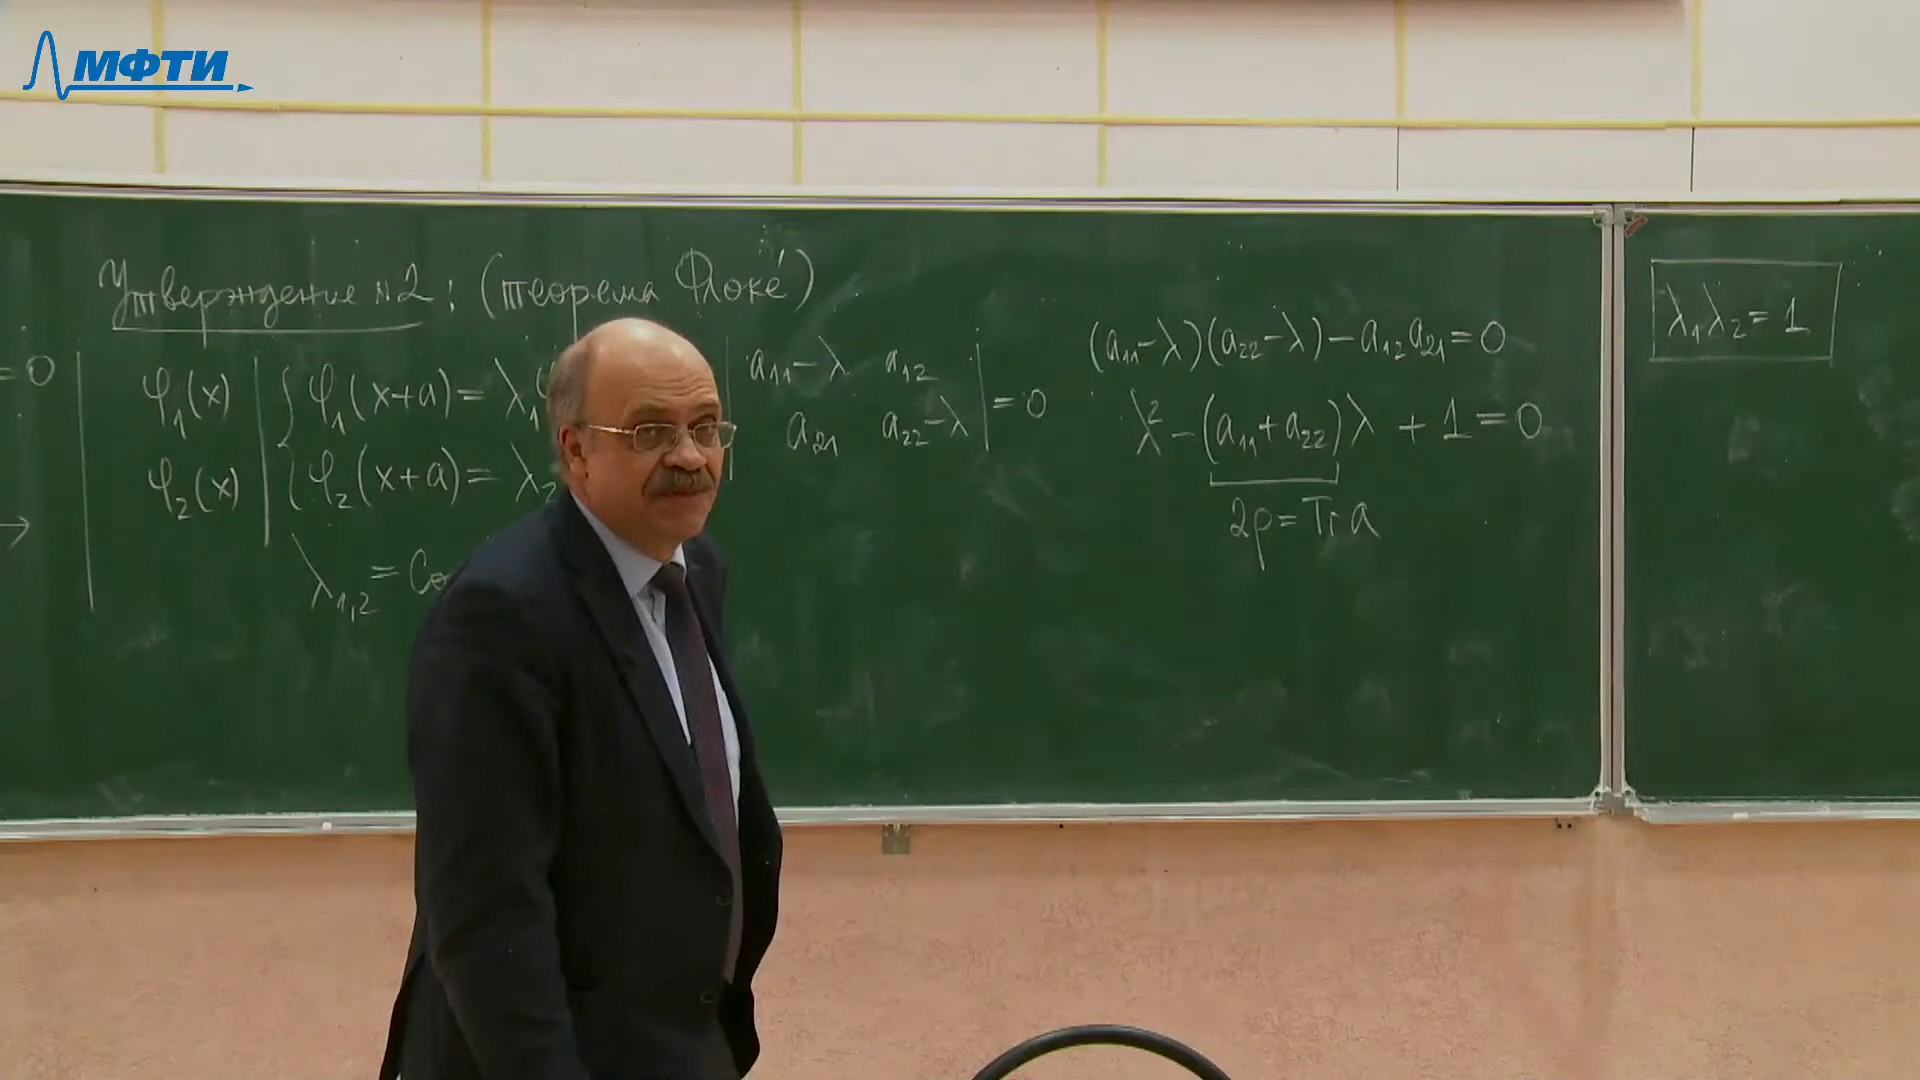 МФТИ
Утверждение №2 : (теорема Флоке́)
= 0
φ₁(x) | { φ₁(x+a) = λ₁
φ₂(x) | φ₂(x+a) = λ₂
λ₁,₂ = Co
→
| a₁₁−λ a₁₂ |
| a₂₁ a₂₂−λ | = 0
(a₁₁−λ)(a₂₂−λ) − a₁₂a₂₁ = 0
λ² − (a₁₁+a₂₂)λ + 1 = 0
2p = Tr a
λ₁λ₂ = 1